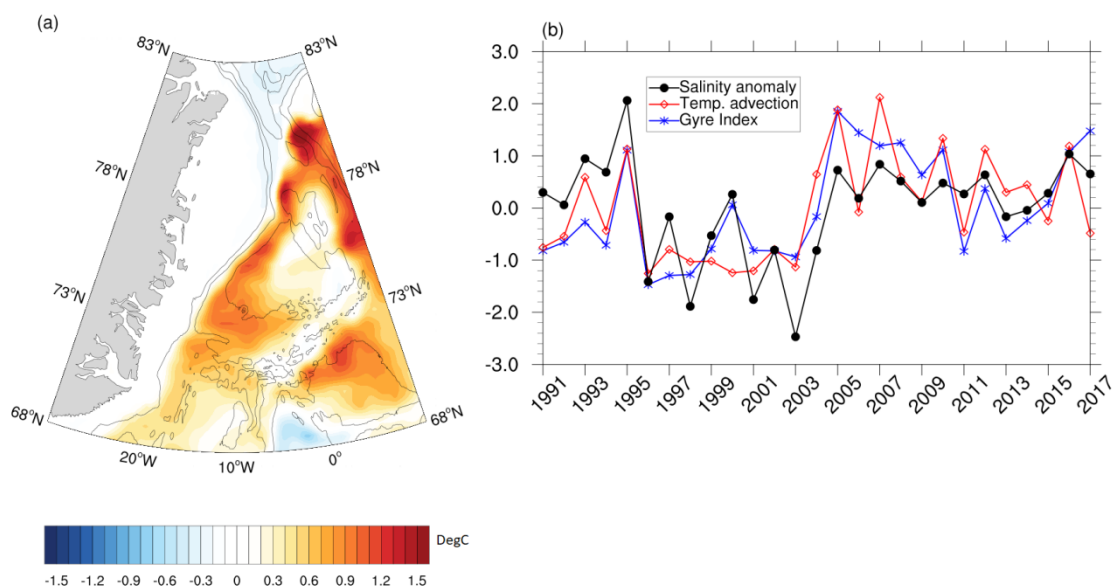 (a)
83°N
83°N
78°N
78°N
73°N
73°N
68°N
68°N
20°W
10°W
0°
DegC
-1.5 -1.2 -0.9 -0.6 -0.3 0 0.3 0.6 0.9 1.2 1.5
(b)
3.0
2.0
1.0
0.0
-1.0
-2.0
-3.0
Salinity anomaly
Temp. advection
Gyre Index
1991 1993 1995 1997 1999 2001 2003 2005 2007 2009 2011 2013 2015 2017